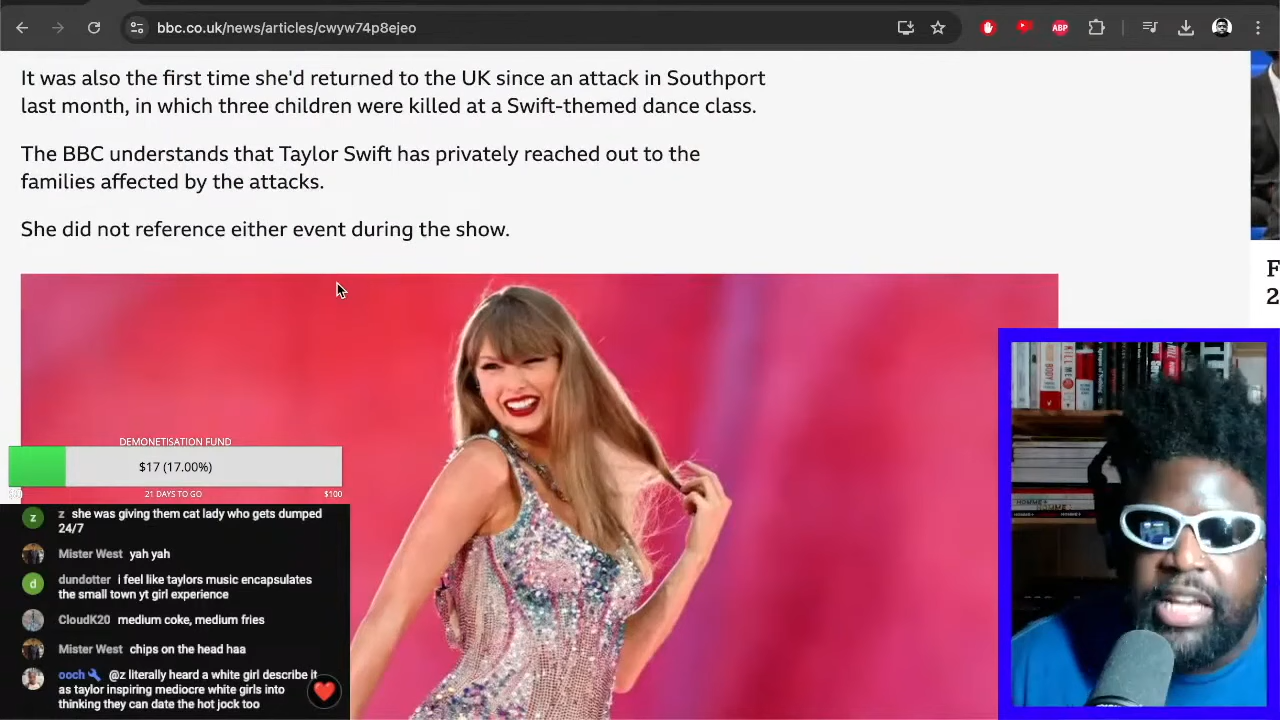 bbc.co.uk/news/articles/cwyw74p8ejeo
ABP
It was also the first time she'd returned to the UK since an attack in Southport
last month, in which three children were killed at a Swift-themed dance class.
The BBC understands that Taylor Swift has privately reached out to the
families affected by the attacks.
She did not reference either event during the show.
F
2
DEMONETISATION FUND
$17 (17.00%)
21 DAYS TO GO
$100
z z she was giving them cat lady who gets dumped
24/7
Mister West yah yah
d dundotter i feel like taylors music encapsulates
the small town yt girl experience
CloudK20 medium coke, medium fries
Mister West chips on the head haa
ooch @z literally heard a white girl describe it
as taylor inspiring mediocre white girls into
thinking they can date the hot jock too
KILL ME